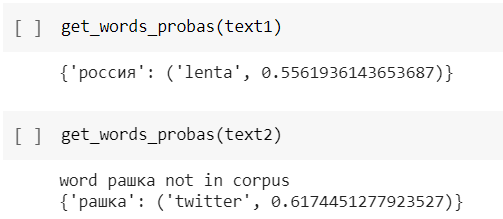 [ ] get_words_probas(text1)
{'россия': ('lenta', 0.5561936143653687)}
[ ] get_words_probas(text2)
word рашка not in corpus
{'рашка': ('twitter', 0.6174451277923527)}